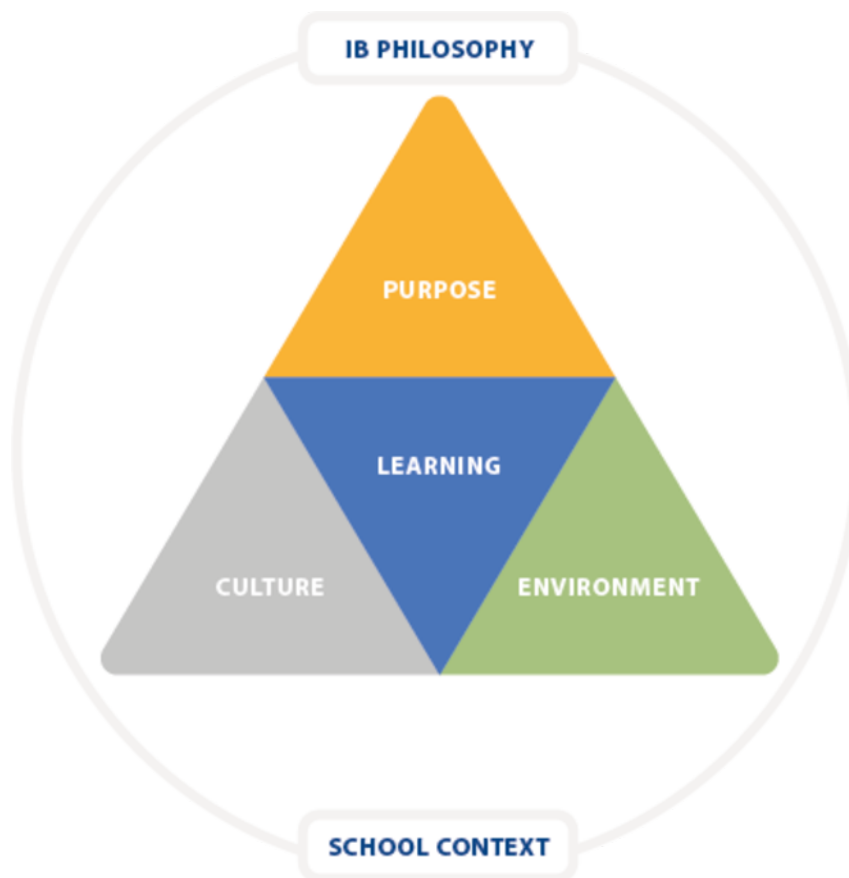 IB PHILOSOPHY
PURPOSE
LEARNING
CULTURE
ENVIRONMENT
SCHOOL CONTEXT